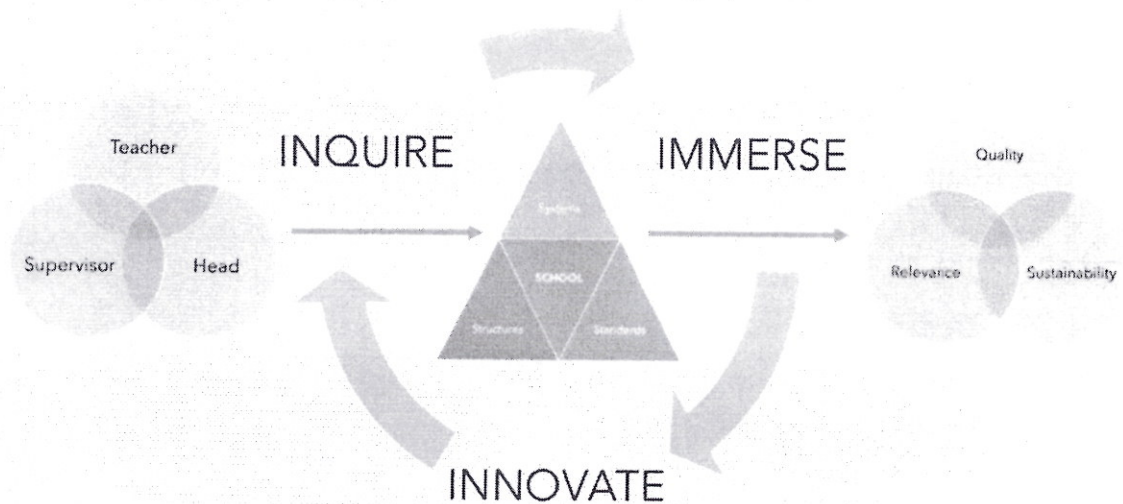 Teacher
INQUIRE
IMMERSE
Quality
Systems
Supervisor
Head
SCHOOL
Relevance
Sustainability
Structures
Standards
INNOVATE